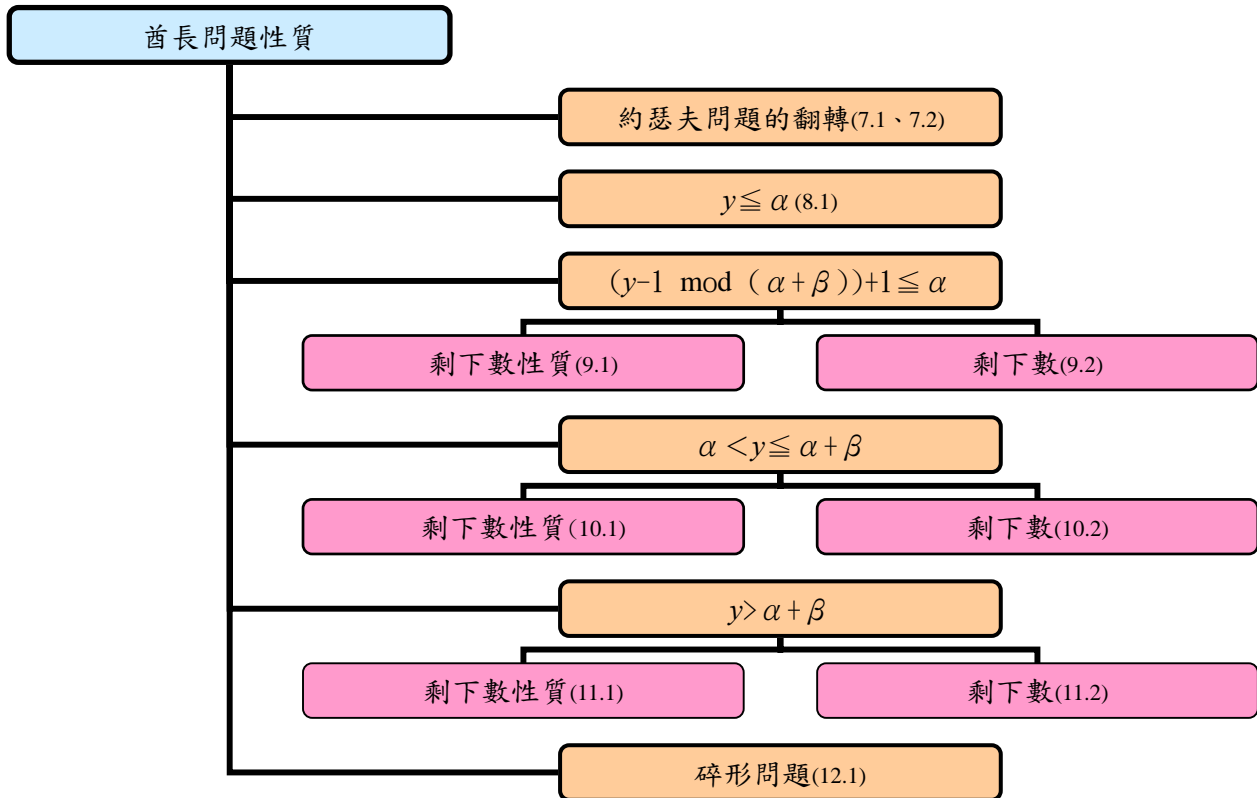 酋長問題性質
約瑟夫問題的翻轉(7.1、7.2)
y≦α(8.1)
(y-1 mod (α+β))+1≦α
剩下數性質(9.1)
剩下數(9.2)
α<y≦α+β
剩下數性質(10.1)
剩下數(10.2)
y>α+β
剩下數性質(11.1)
剩下數(11.2)
碎形問題(12.1)